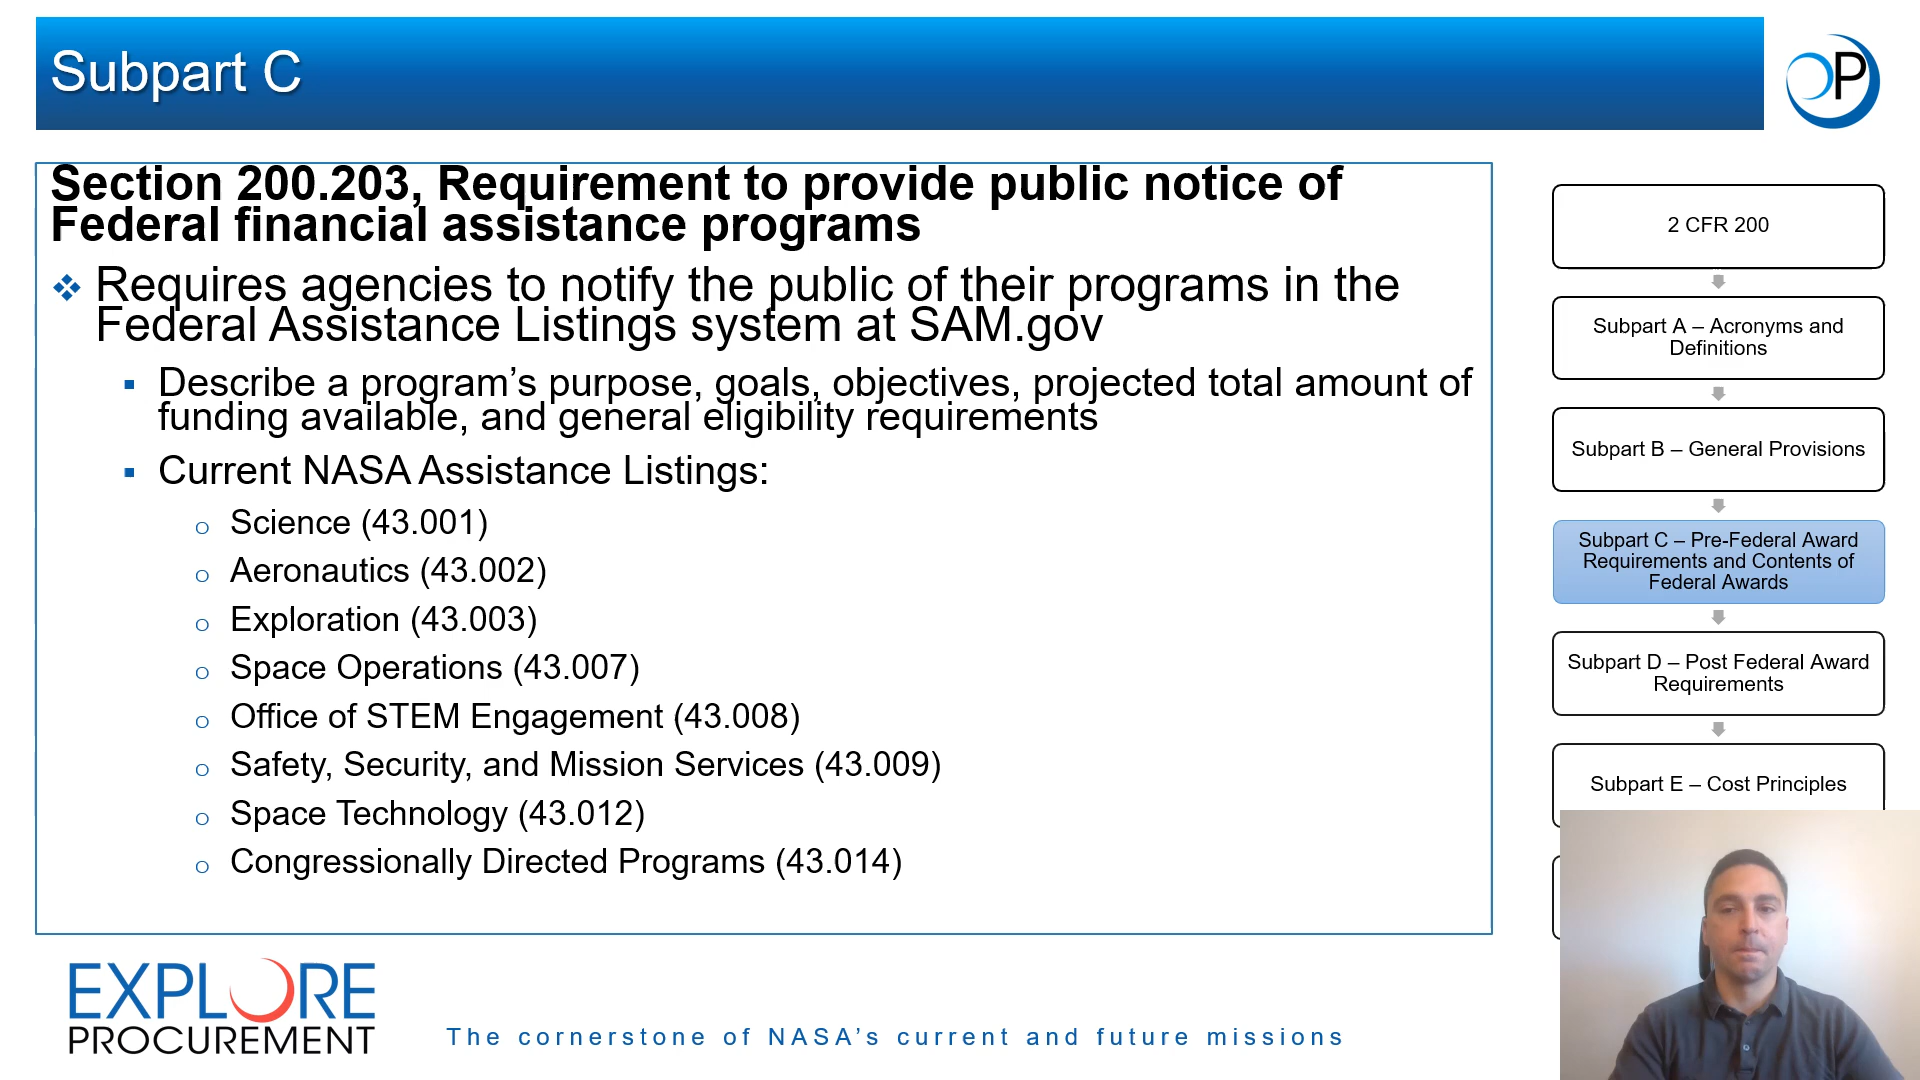 Subpart C
P
Section 200.203, Requirement to provide public notice of
Federal financial assistance programs
Requires agencies to notify the public of their programs in the
Federal Assistance Listings system at SAM.gov
Describe a program’s purpose, goals, objectives, projected total amount of
funding available, and general eligibility requirements
Current NASA Assistance Listings:
Science (43.001)
Aeronautics (43.002)
Exploration (43.003)
Space Operations (43.007)
Office of STEM Engagement (43.008)
Safety, Security, and Mission Services (43.009)
Space Technology (43.012)
Congressionally Directed Programs (43.014)
2 CFR 200
Subpart A – Acronyms and
Definitions
Subpart B – General Provisions
Subpart C – Pre-Federal Award
Requirements and Contents of
Federal Awards
Subpart D – Post Federal Award
Requirements
Subpart E – Cost Principles
EXPLORE
PROCUREMENT
The cornerstone of NASA’s current and future missions